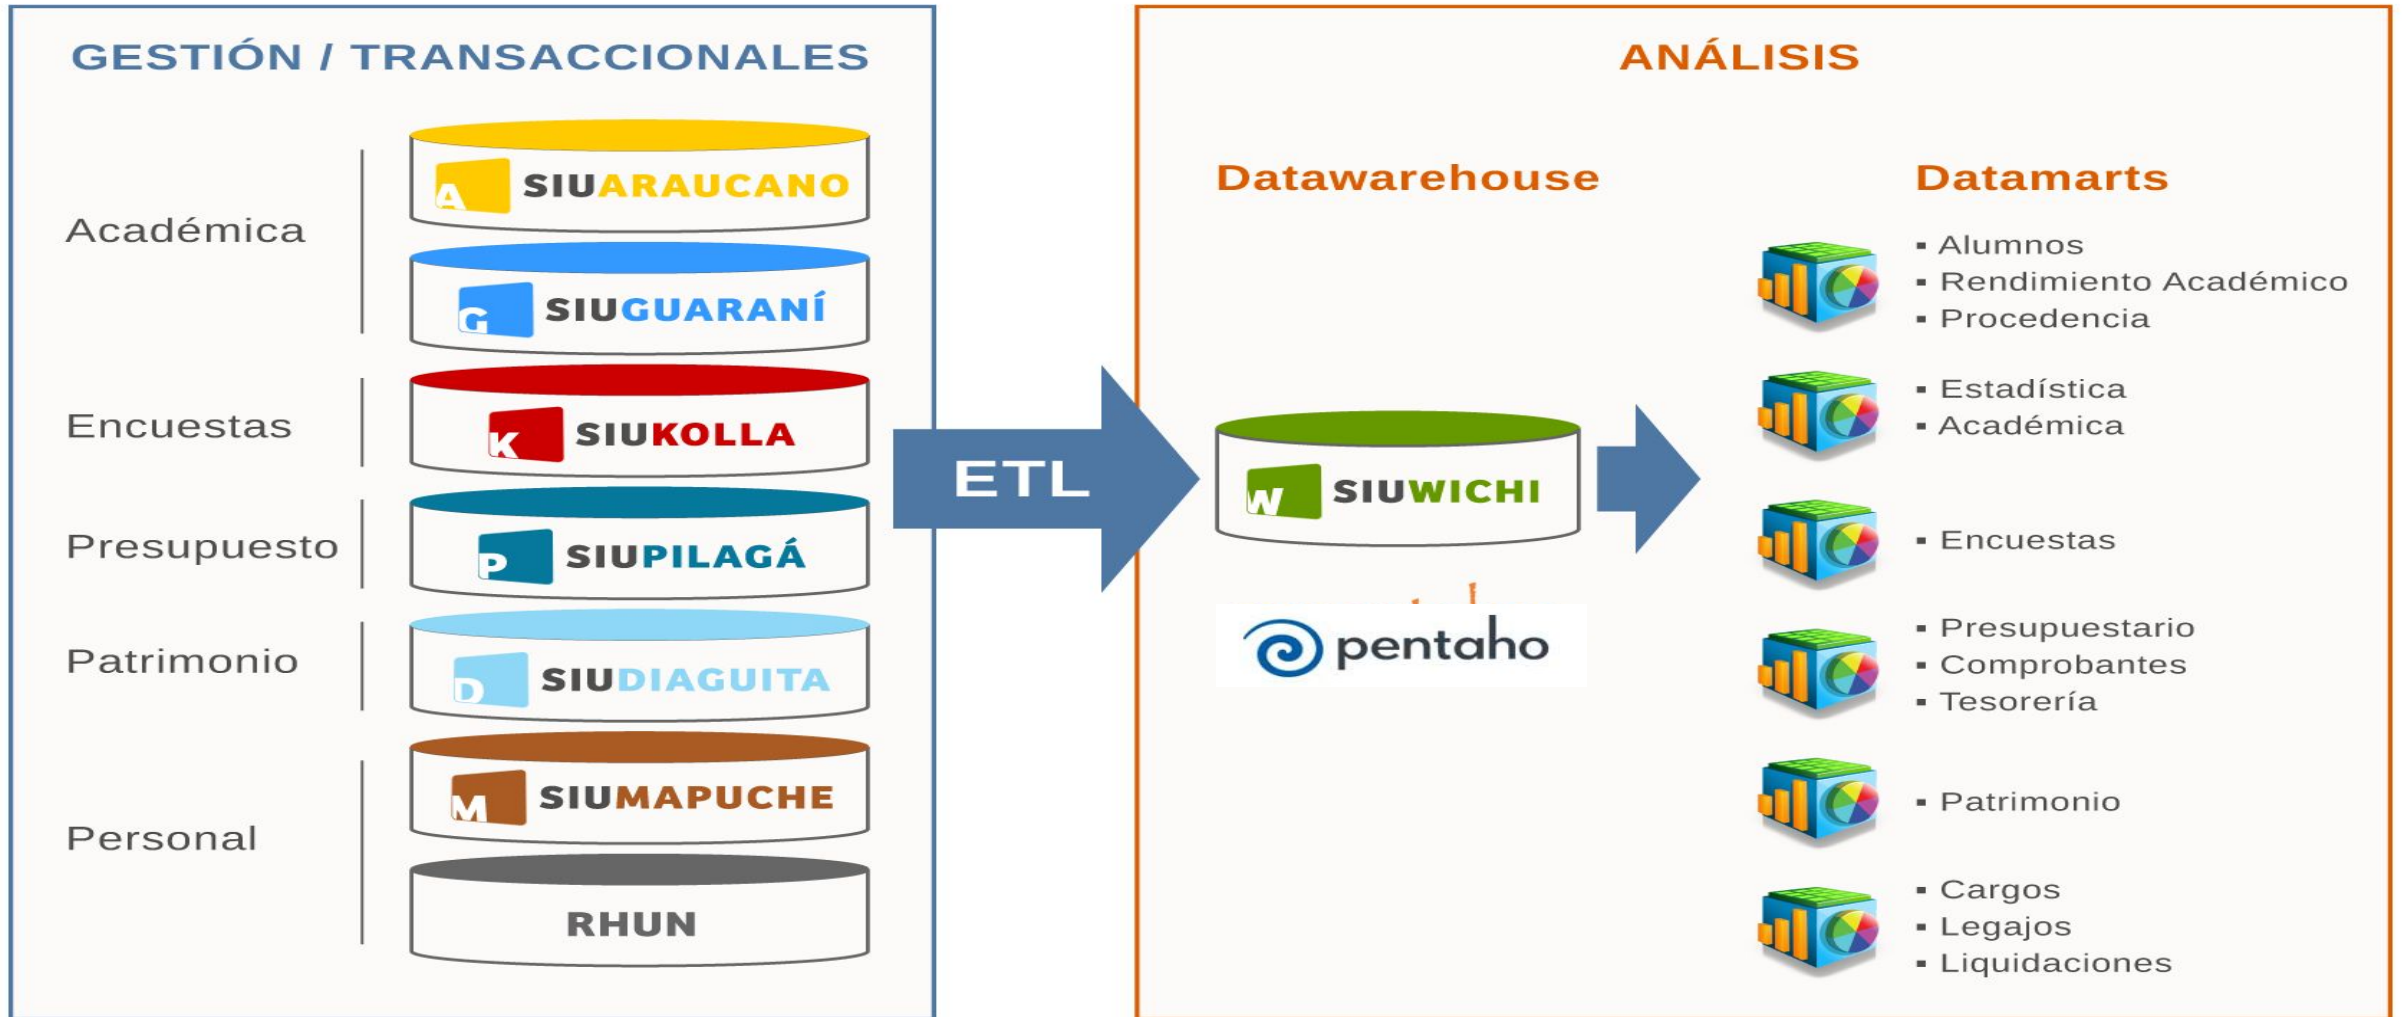 GESTIÓN / TRANSACCIONALES
Académica
A SIUARAUCANO
G SIUGUARANÍ
Encuestas
K SIUKOLLA
Presupuesto
P SIUPILAGÁ
Patrimonio
D SIUDIAGUITA
Personal
M SIUMAPUCHE
RHUN
ETL
ANÁLISIS
Datawarehouse
W SIUWICHI
pentaho
Datamarts
▪ Alumnos
▪ Rendimiento Académico
▪ Procedencia
▪ Estadística
▪ Académica
▪ Encuestas
▪ Presupuestario
▪ Comprobantes
▪ Tesorería
▪ Patrimonio
▪ Cargos
▪ Legajos
▪ Liquidaciones